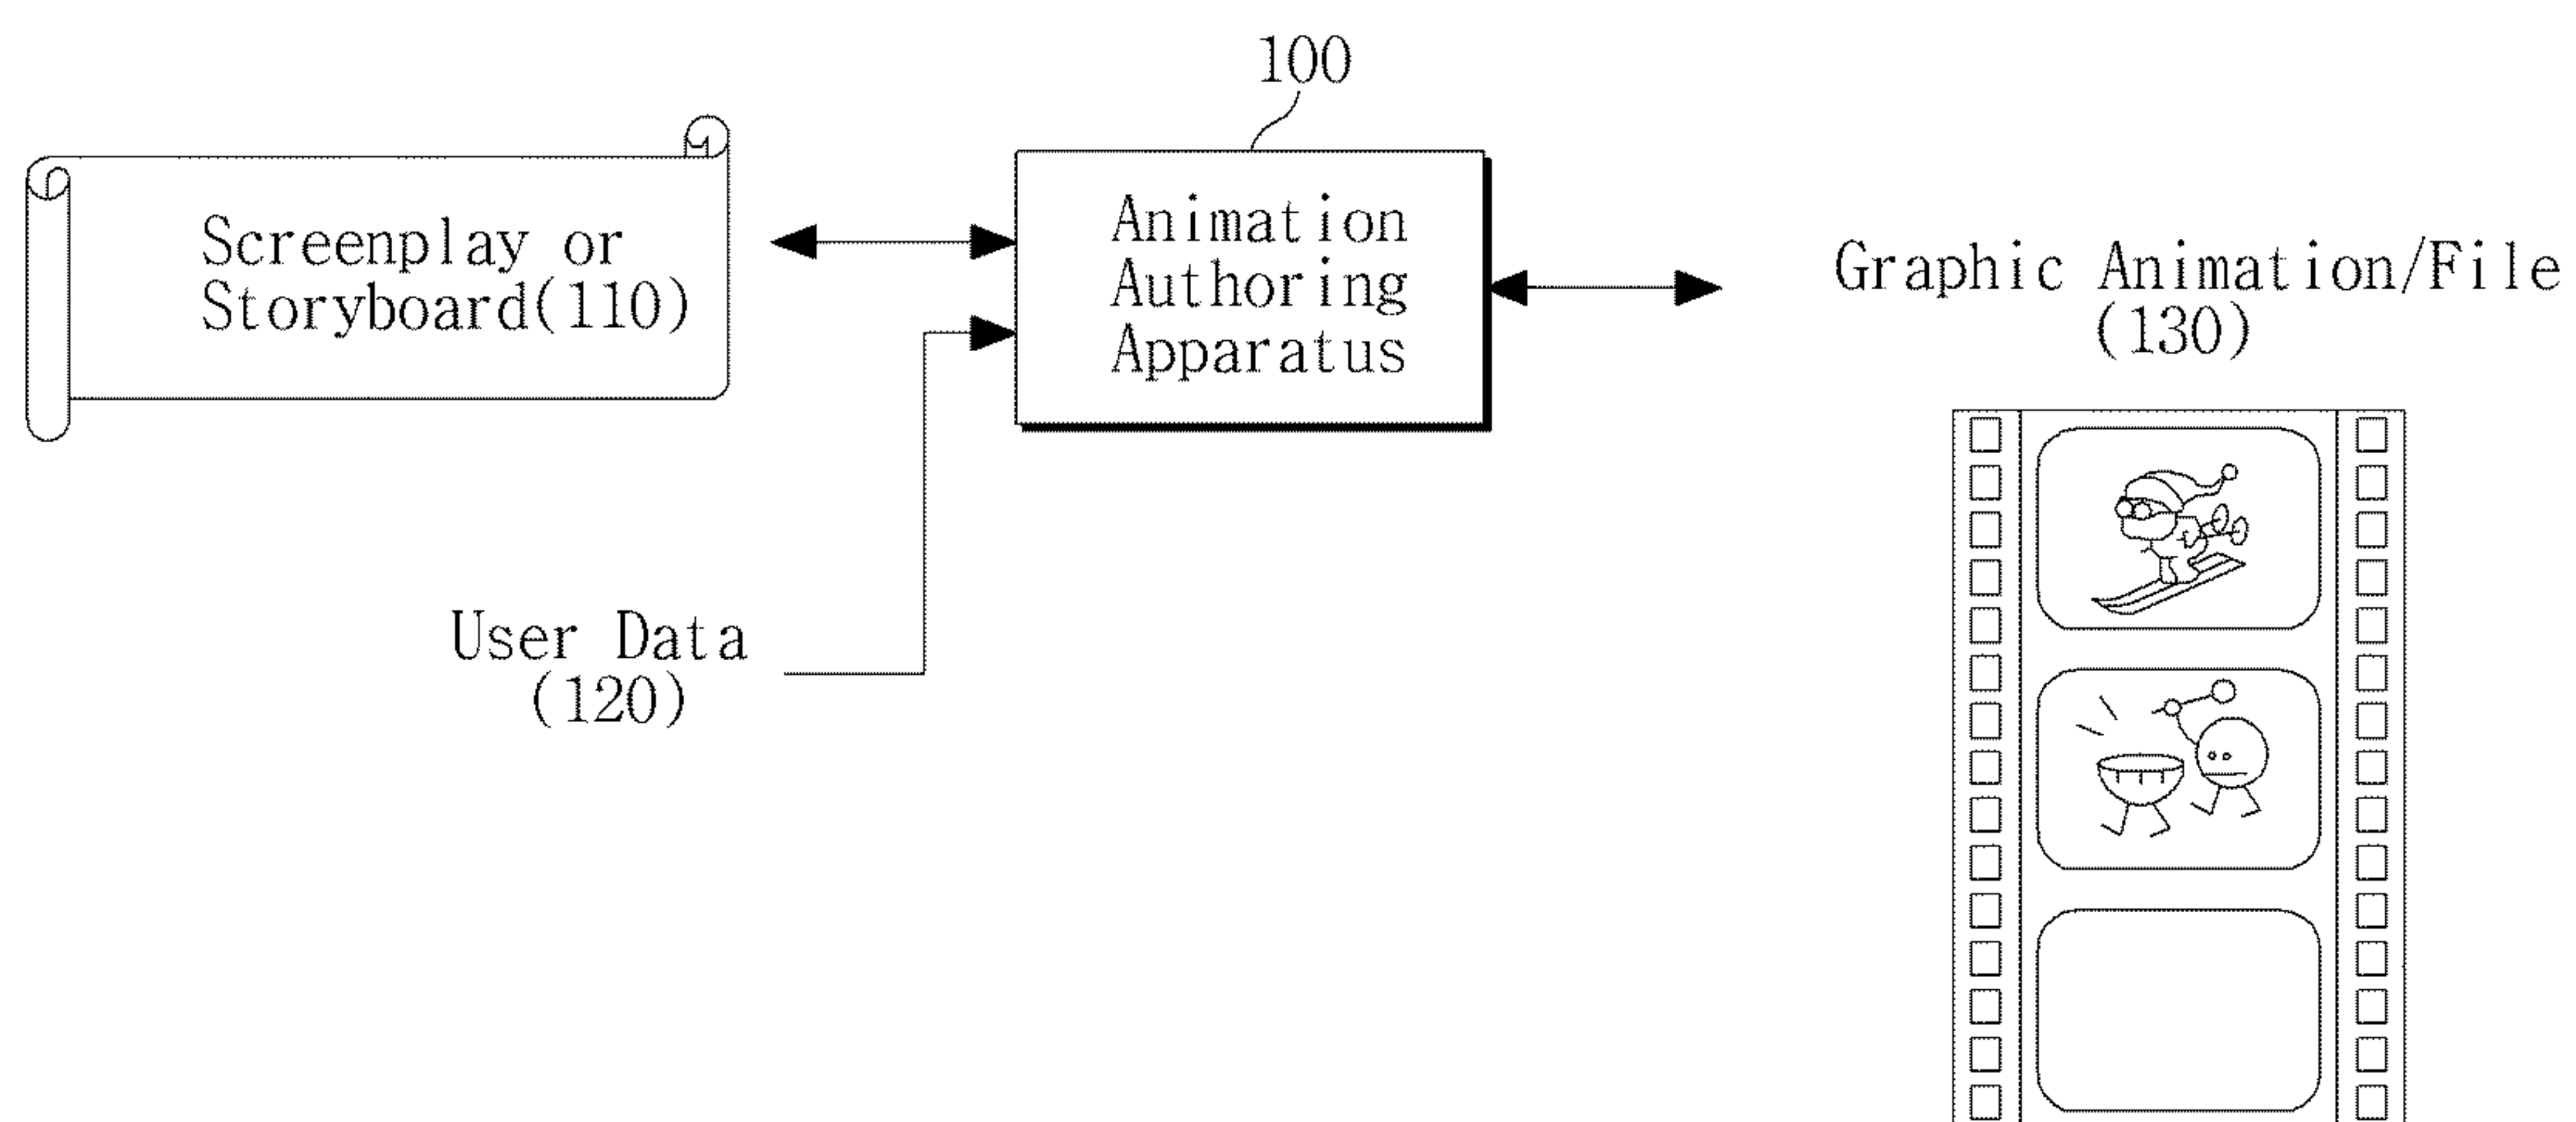 100
Screenplay or
Storyboard(110)
Animation
Authoring
Apparatus
Graphic Animation/File
(130)
User Data
(120)